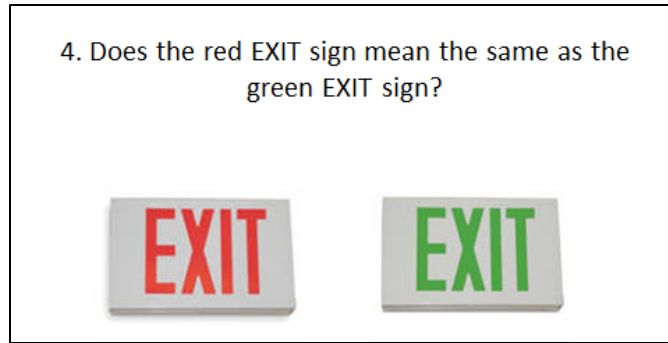 4. Does the red EXIT sign mean the same as the
green EXIT sign?
EXIT EXIT